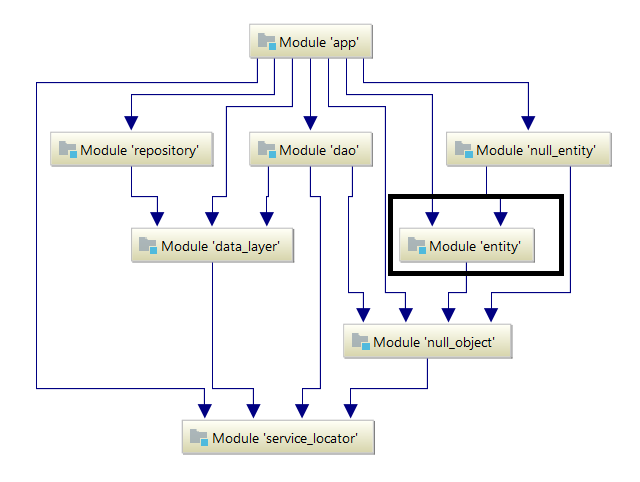 Module 'app'
Module 'repository'
Module 'dao'
Module 'null_entity'
Module 'data_layer'
Module 'entity'
Module 'null_object'
Module 'service_locator'